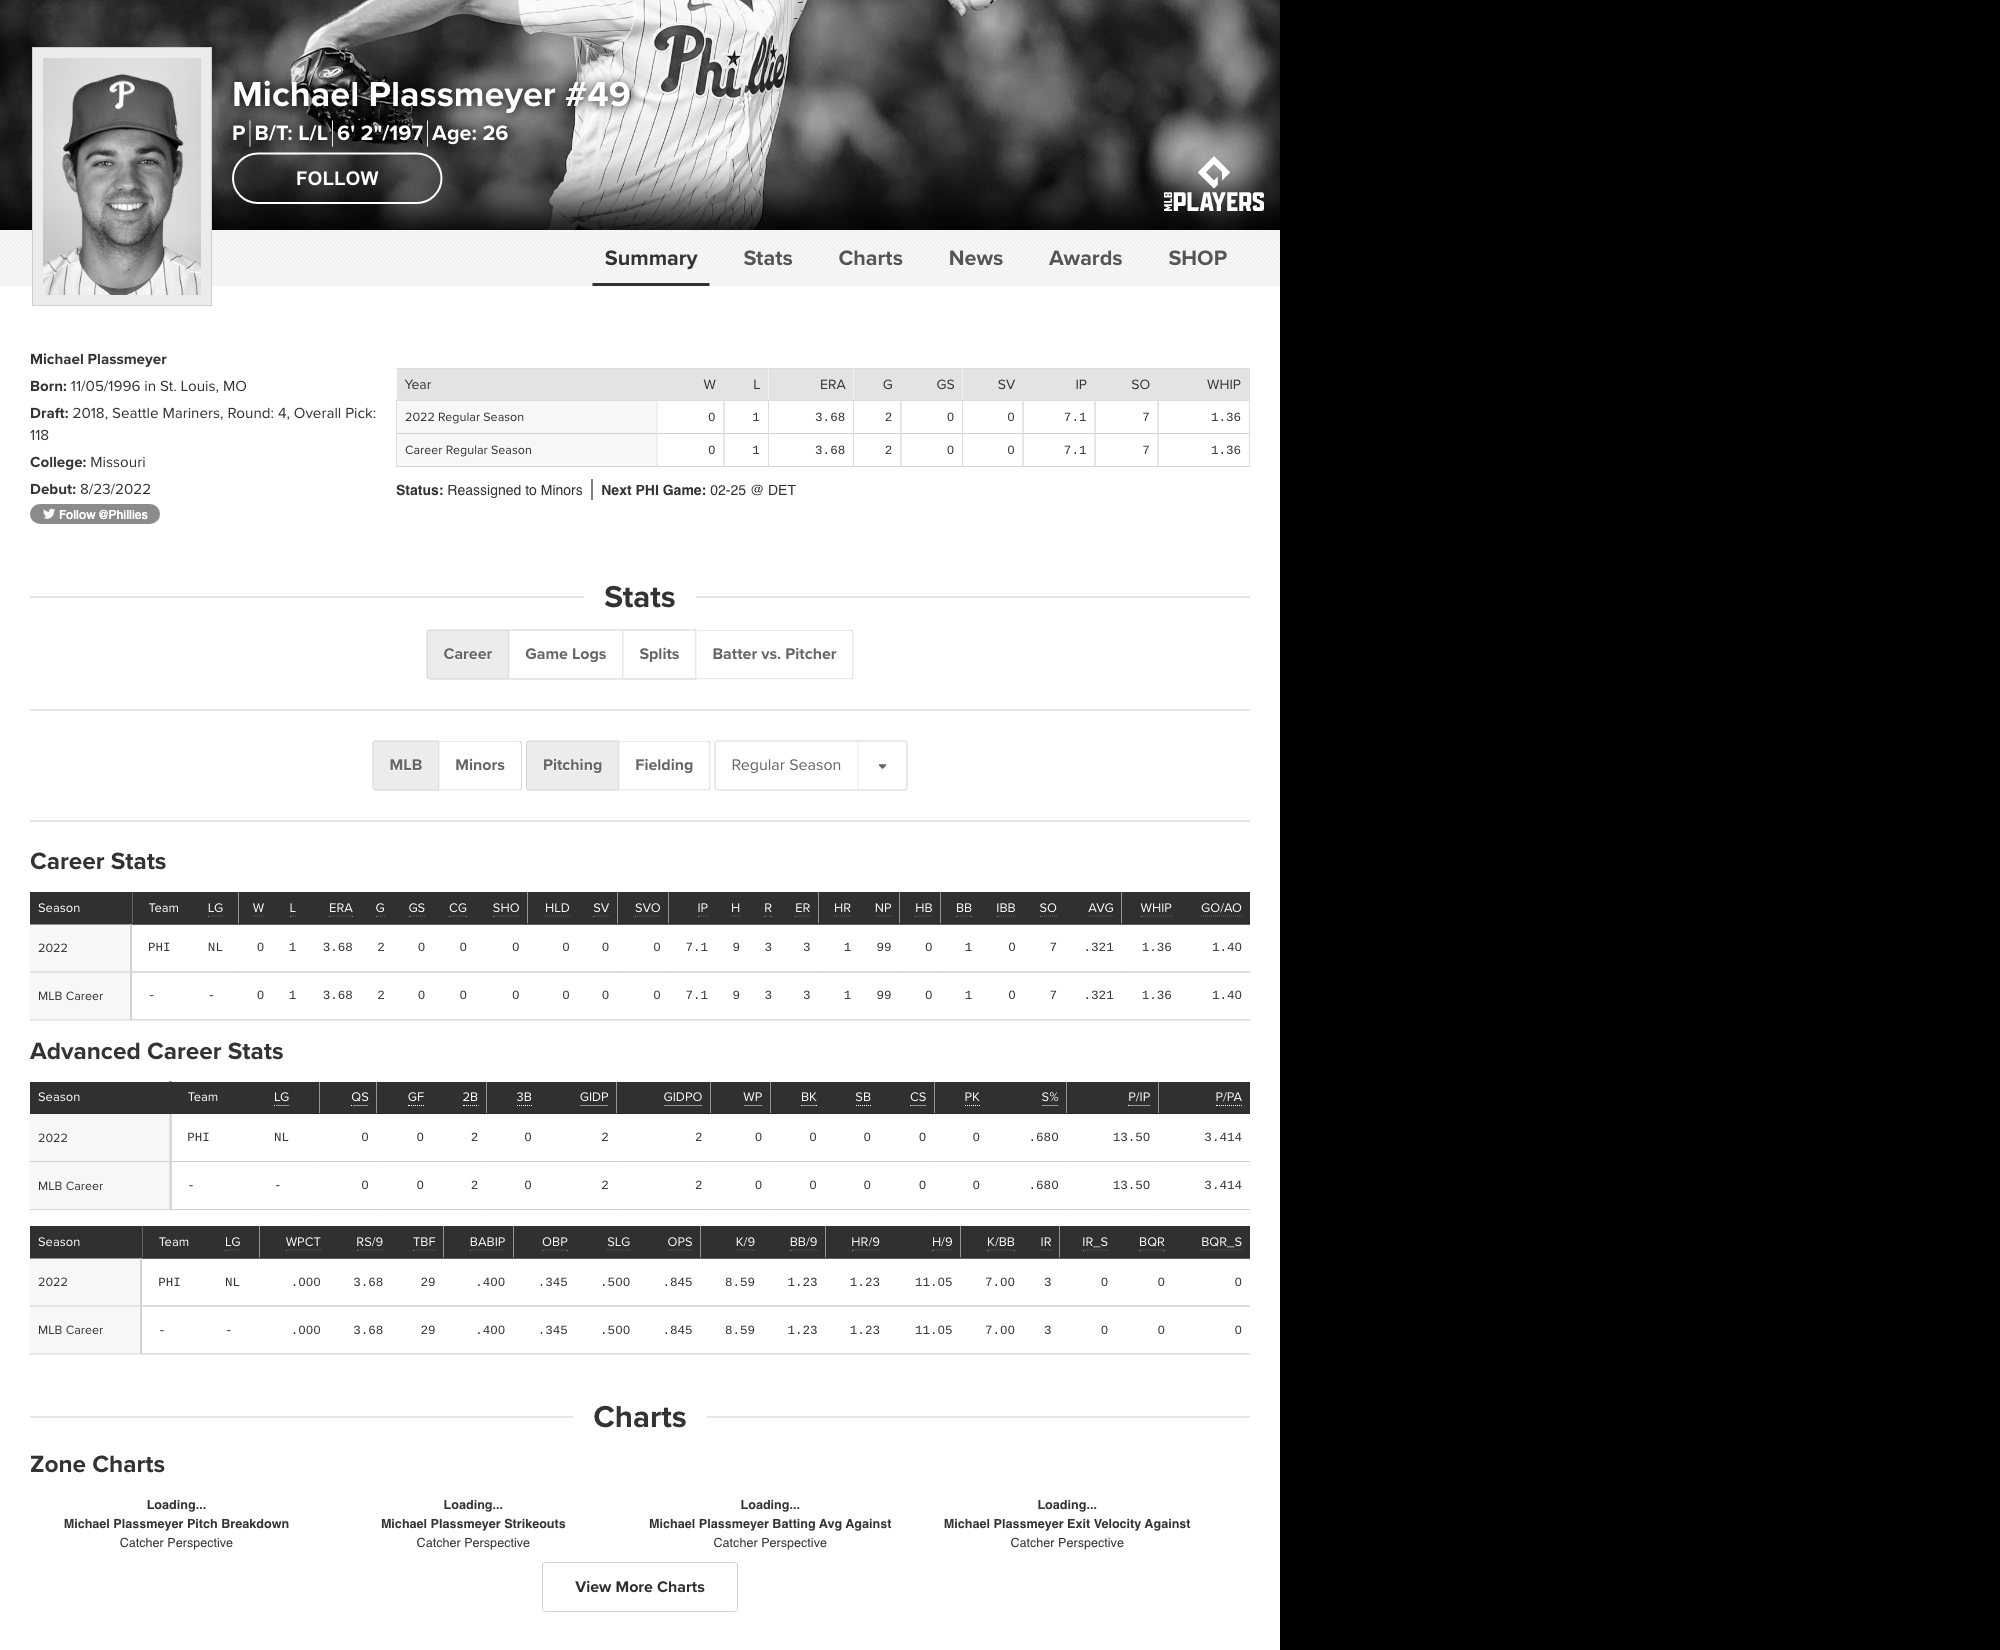 Phillies
P
Michael Plassmeyer #49
P B/T: L/L 6' 2"/197 Age: 26
FOLLOW
MLB PLAYERS
Summary Stats Charts News Awards SHOP
Michael Plassmeyer
Born: 11/05/1996 in St. Louis, MO
Draft: 2018, Seattle Mariners, Round: 4, Overall Pick:
118
College: Missouri
Debut: 8/23/2022
Follow @Phillies
Year W L ERA G GS SV IP SO WHIP
2022 Regular Season 0 1 3.68 2 0 0 7.1 7 1.36
Career Regular Season 0 1 3.68 2 0 0 7.1 7 1.36
Status: Reassigned to Minors Next PHI Game: 02-25 @ DET
Stats
Career Game Logs Splits Batter vs. Pitcher
MLB Minors Pitching Fielding Regular Season
Career Stats
Season Team LG W L ERA G GS CG SHO HLD SV SVO IP H R ER HR NP HB BB IBB SO AVG WHIP GO/AO
2022 PHI NL 0 1 3.68 2 0 0 0 0 0 0 7.1 9 3 3 1 99 0 1 0 7 .321 1.36 1.40
MLB Career - - 0 1 3.68 2 0 0 0 0 0 0 7.1 9 3 3 1 99 0 1 0 7 .321 1.36 1.40
Advanced Career Stats
Season Team LG QS GF 2B 3B GIDP GIDPO WP BK SB CS PK S% P/IP P/PA
2022 PHI NL 0 0 2 0 2 2 0 0 0 0 0 .680 13.50 3.414
MLB Career - - 0 0 2 0 2 2 0 0 0 0 0 .680 13.50 3.414
Season Team LG WPCT RS/9 TBF BABIP OBP SLG OPS K/9 BB/9 HR/9 H/9 K/BB IR IR_S BQR BQR_S
2022 PHI NL .000 3.68 29 .400 .345 .500 .845 8.59 1.23 1.23 11.05 7.00 3 0 0 0
MLB Career - - .000 3.68 29 .400 .345 .500 .845 8.59 1.23 1.23 11.05 7.00 3 0 0 0
Charts
Zone Charts
Loading... Loading... Loading... Loading...
Michael Plassmeyer Pitch Breakdown Michael Plassmeyer Strikeouts Michael Plassmeyer Batting Avg Against Michael Plassmeyer Exit Velocity Against
Catcher Perspective Catcher Perspective Catcher Perspective Catcher Perspective
View More Charts